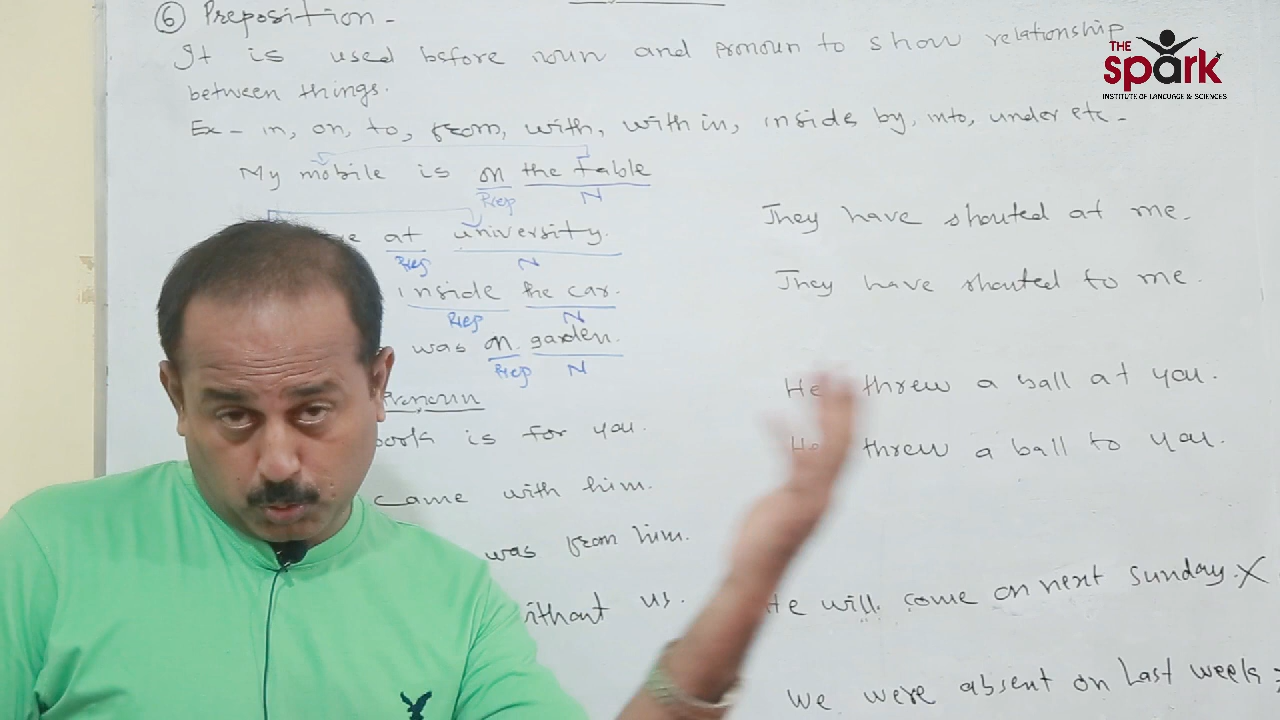 ⑥ Preposition -
It is used before noun and pronoun to show relationship
between things.
Ex - in, on, to, from, with, with in, inside by, into, under etc -
My mobile is on the table
Prep N
at university.
Prep N
inside the car.
Prep N
was on garden.
Prep N
Pronoun
book is for you.
came with him.
was from him.
without us.
They have shouted at me.
They have shouted to me.
He threw a ball at you.
He threw a ball to you.
He will come on next Sunday. X
We were absent on last week
THE
spark
INSTITUTE OF LANGUAGE & SCIENCES